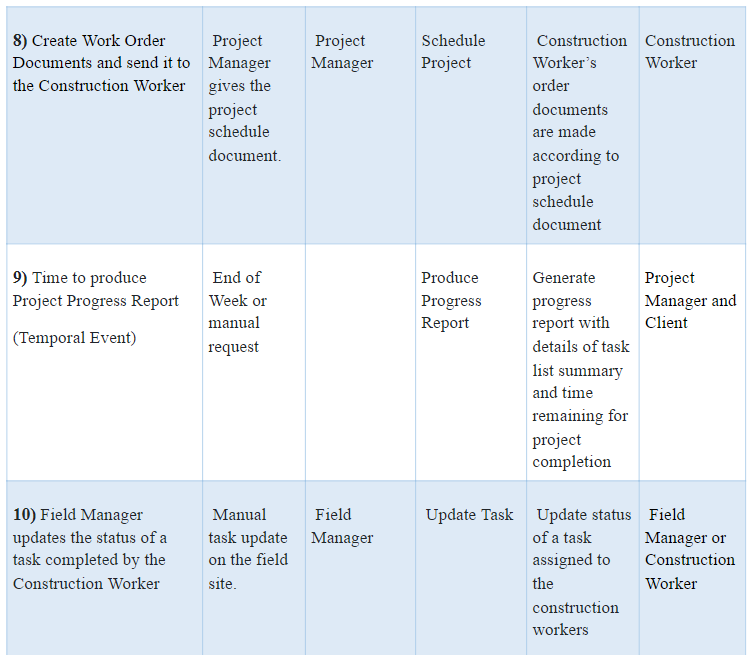 8) Create Work Order
Documents and send it to
the Construction Worker
Project
Manager
gives the
project
schedule
document.
Project
Manager
Schedule
Project
Construction
Worker’s
order
documents
are made
according to
project
schedule
document
Construction
Worker
9) Time to produce
Project Progress Report
(Temporal Event)
End of
Week or
manual
request
Produce
Progress
Report
Generate
progress
report with
details of task
list summary
and time
remaining for
project
completion
Project
Manager and
Client
10) Field Manager
updates the status of a
task completed by the
Construction Worker
Manual
task update
on the field
site.
Field
Manager
Update Task
Update status
of a task
assigned to
the
construction
workers
Field
Manager or
Construction
Worker